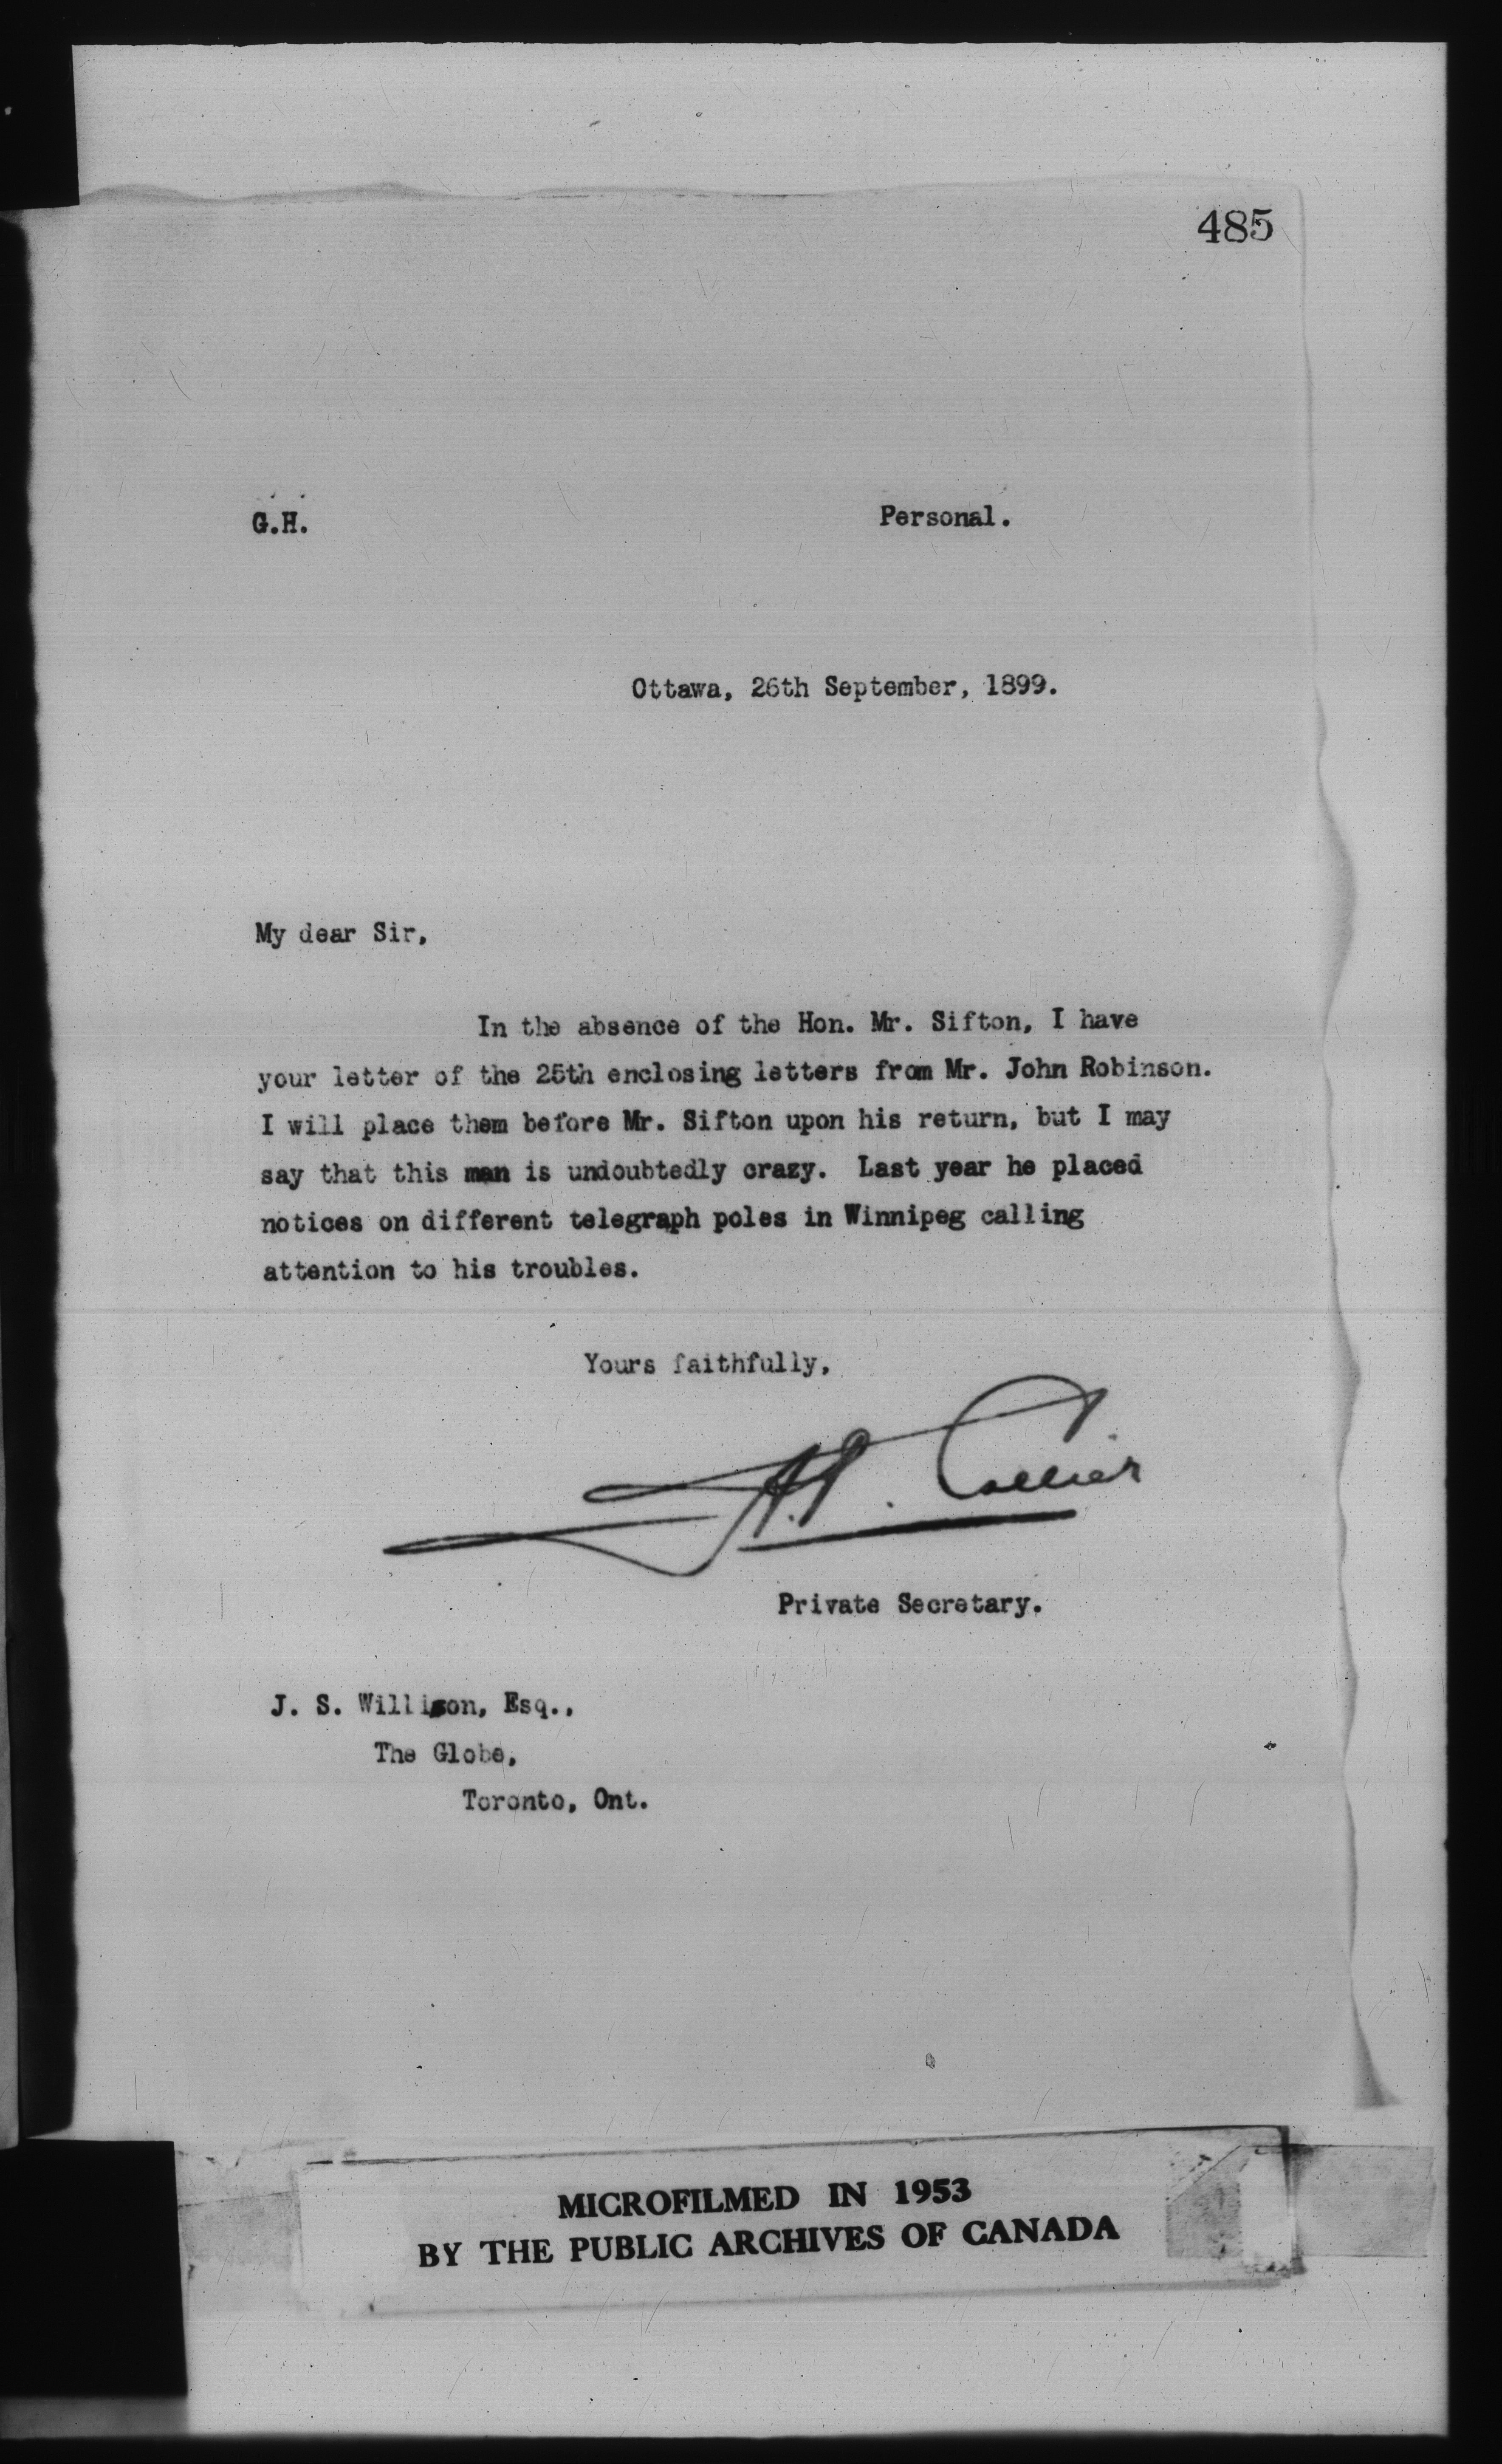 485
G.H. Personal.
Ottawa, 26th September, 1899.
My dear Sir,
In the absence of the Hon. Mr. Sifton, I have
your letter of the 25th enclosing letters from Mr. John Robinson.
I will place them before Mr. Sifton upon his return, but I may
say that this man is undoubtedly crazy. Last year he placed
notices on different telegraph poles in Winnipeg calling
attention to his troubles.
Yours faithfully,
Collier
Private Secretary.
J. S. Willison, Esq.,
The Globe,
Toronto, Ont.
MICROFILMED IN 1953
BY THE PUBLIC ARCHIVES OF CANADA